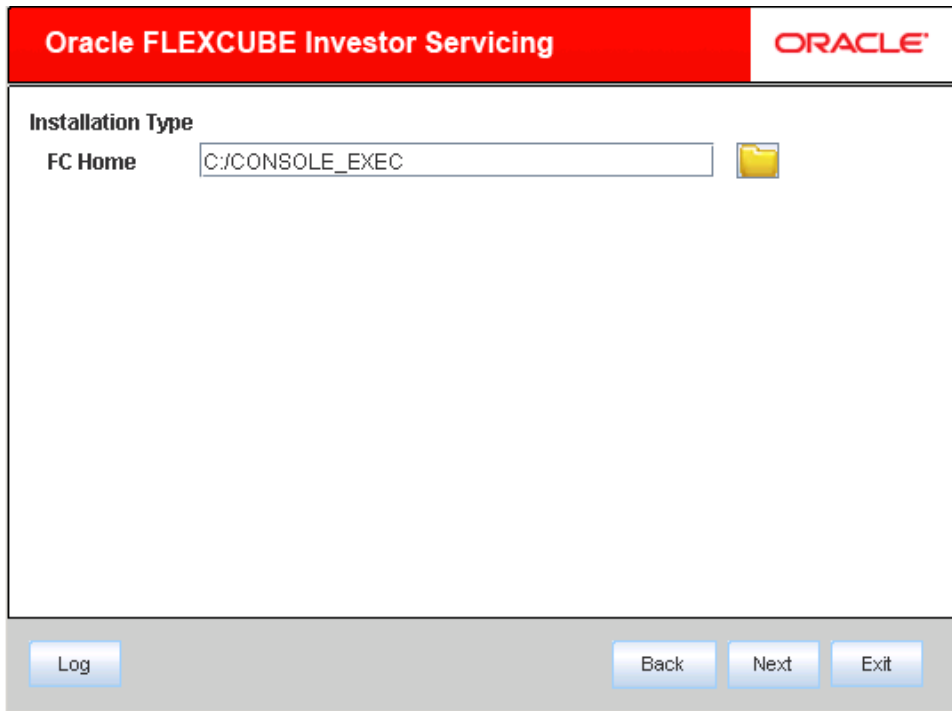 Oracle FLEXCUBE Investor Servicing
ORACLE
Installation Type
FC Home C:/CONSOLE_EXEC
Log Back Next Exit